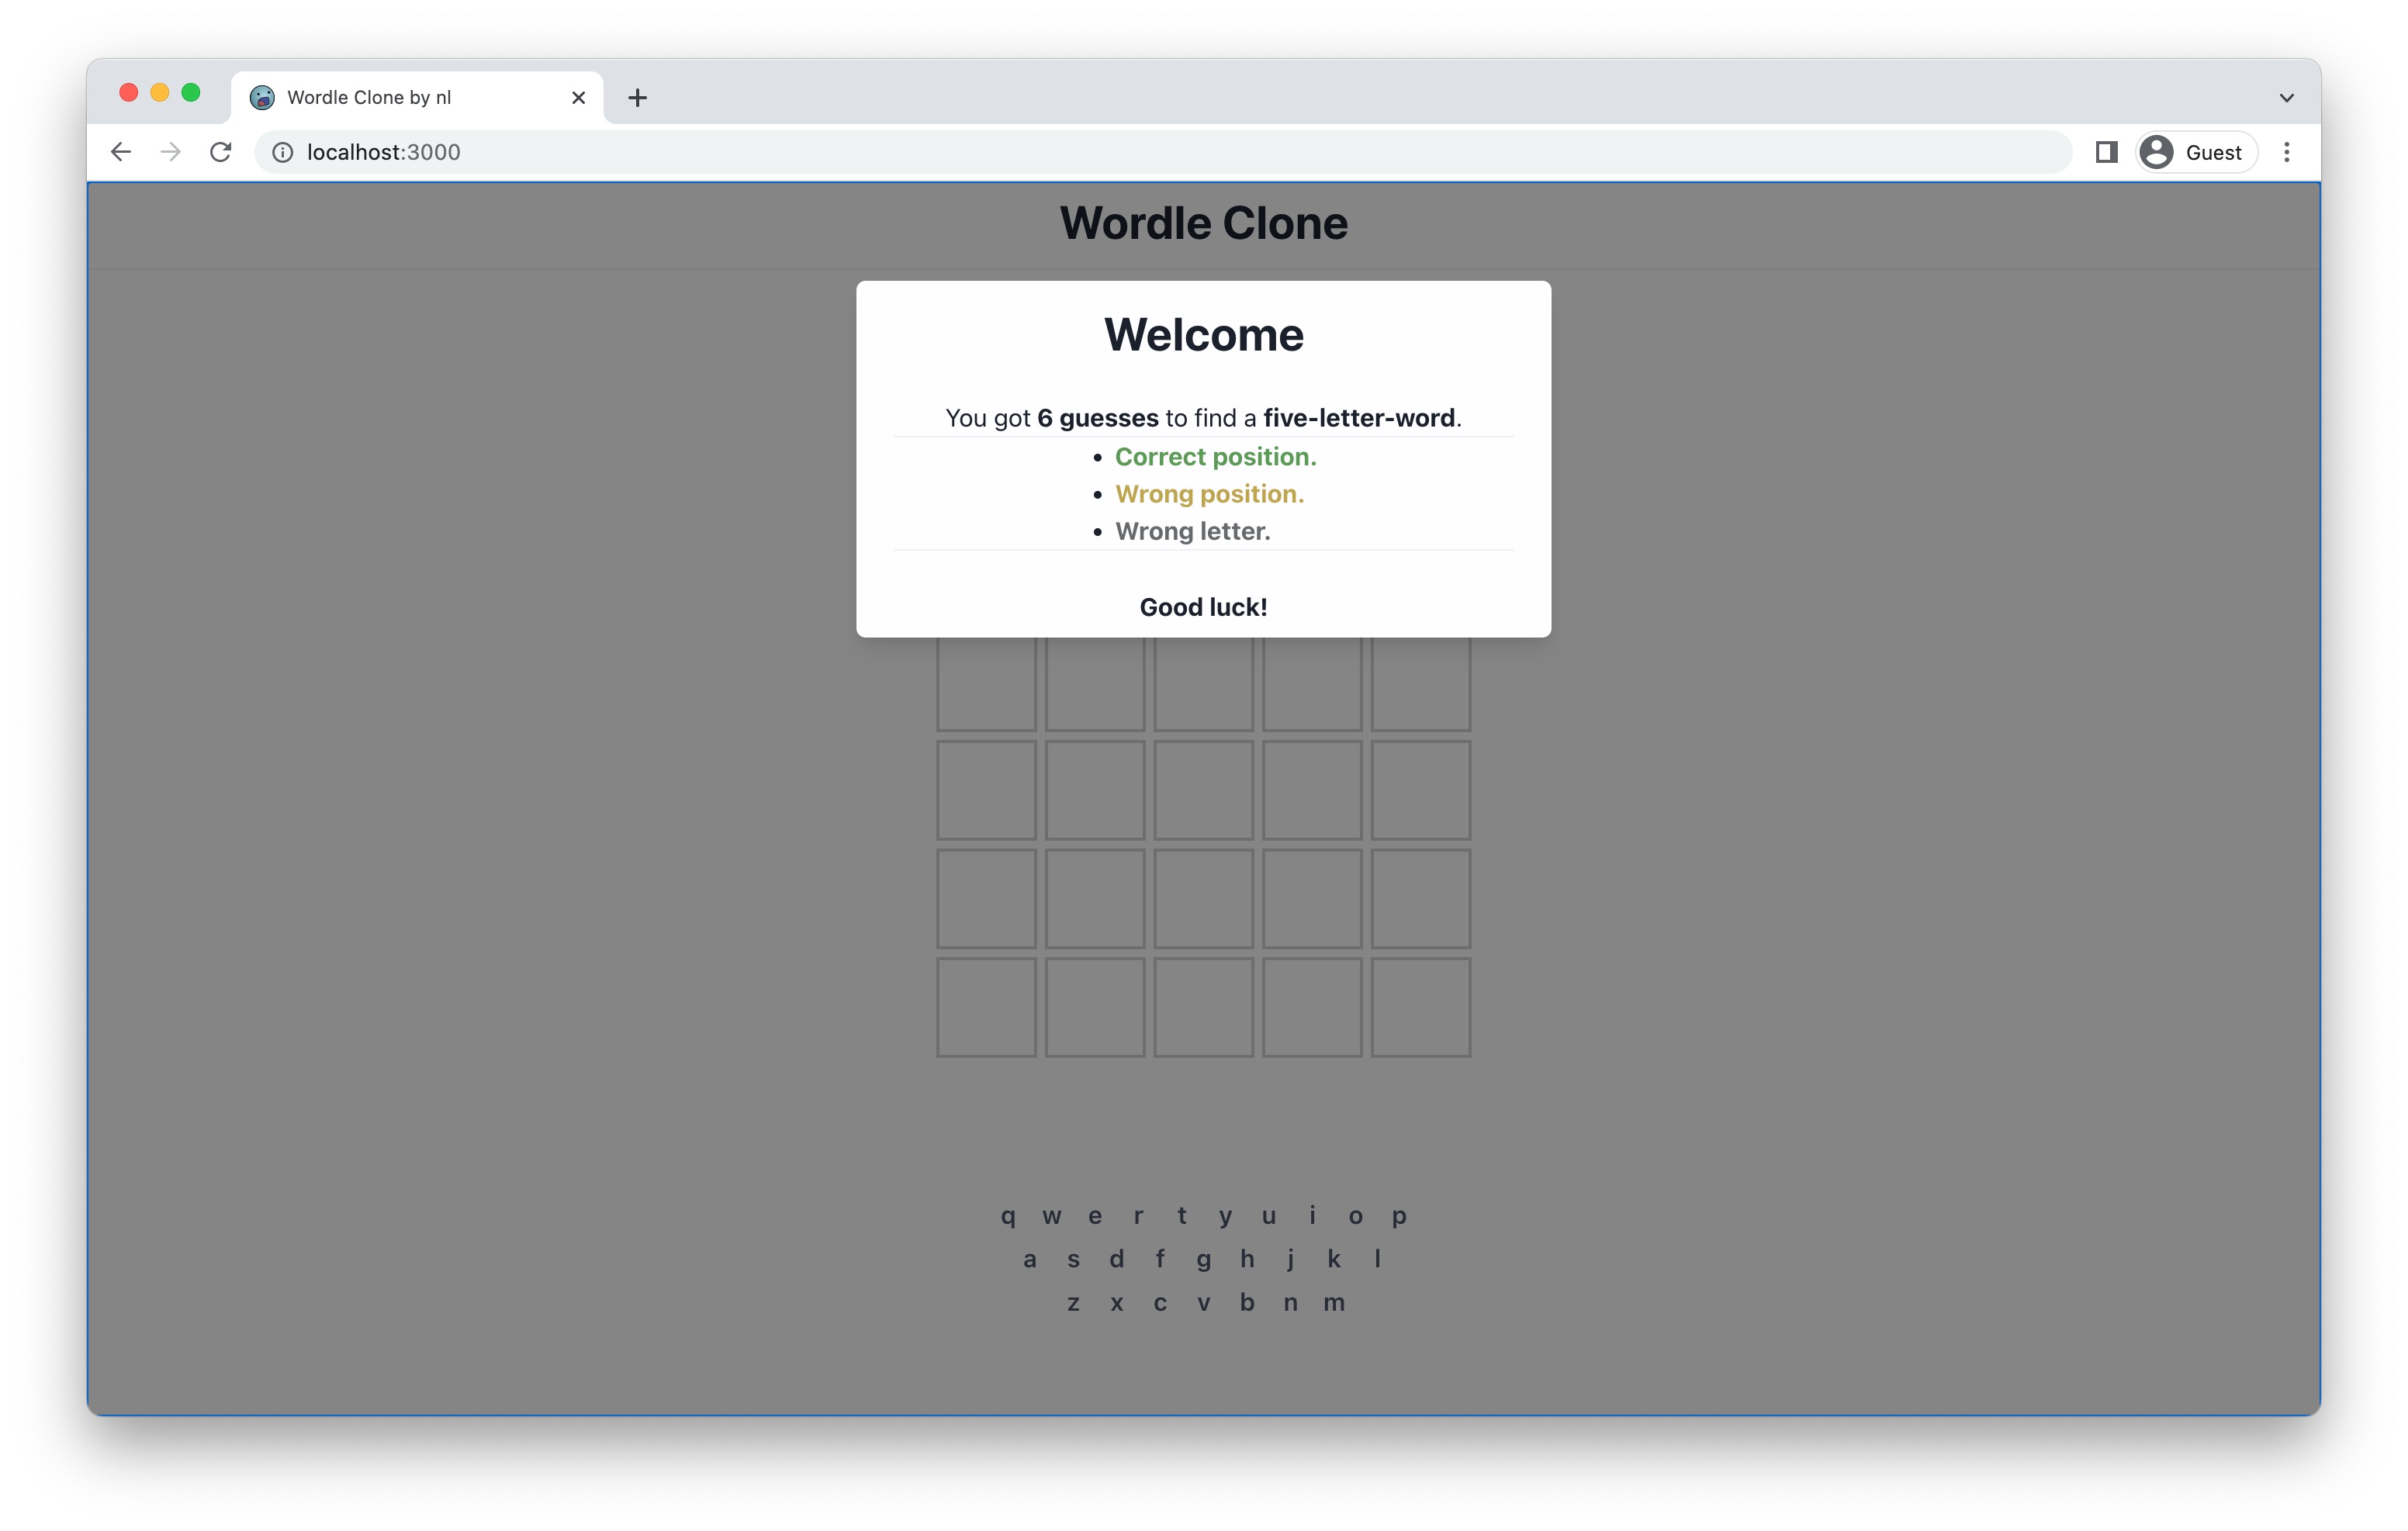 Wordle Clone by nl
localhost:3000
Guest
Wordle Clone
Welcome
You got 6 guesses to find a five-letter-word.
• Correct position.
• Wrong position.
• Wrong letter.
Good luck!
q w e r t y u i o p
a s d f g h j k l
z x c v b n m